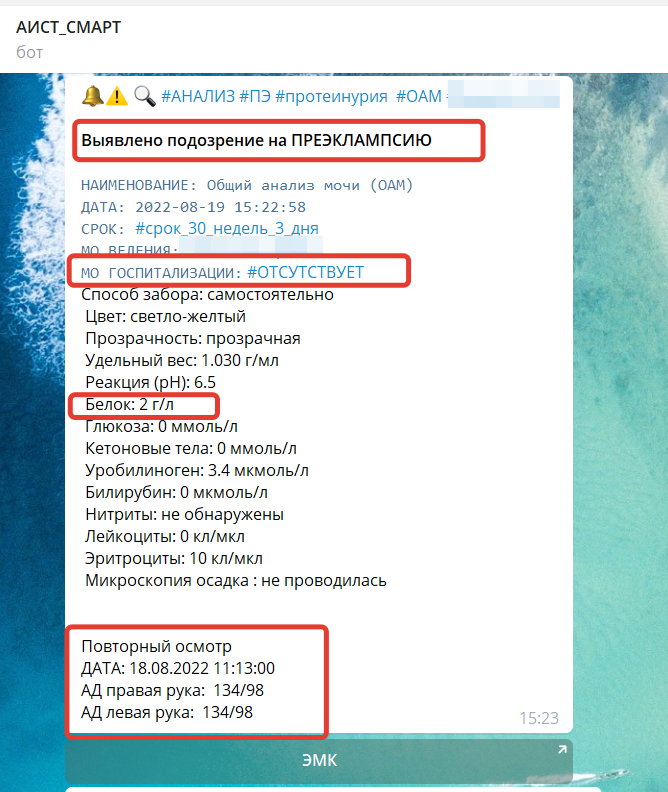 АИСТ_СМАРТ
бот
#АНАЛИЗ #ПЭ #протеинурия #ОАМ
Выявлено подозрение на ПРЕЭКЛАМПСИЮ
НАИМЕНОВАНИЕ: Общий анализ мочи (ОАМ)
ДАТА: 2022-08-19 15:22:58
СРОК: #срок_30_недель_3_дня
МО ВЕДЕНИЯ:
МО ГОСПИТАЛИЗАЦИИ: #ОТСУТСТВУЕТ
Способ забора: самостоятельно
Цвет: светло-желтый
Прозрачность: прозрачная
Удельный вес: 1.030 г/мл
Реакция (pH): 6.5
Белок: 2 г/л
Глюкоза: 0 ммоль/л
Кетоновые тела: 0 ммоль/л
Уробилиноген: 3.4 мкмоль/л
Билирубин: 0 мкмоль/л
Нитриты: не обнаружены
Лейкоциты: 0 кл/мкл
Эритроциты: 10 кл/мкл
Микроскопия осадка : не проводилась
Повторный осмотр
ДАТА: 18.08.2022 11:13:00
АД правая рука: 134/98
АД левая рука: 134/98
15:23
ЭМК